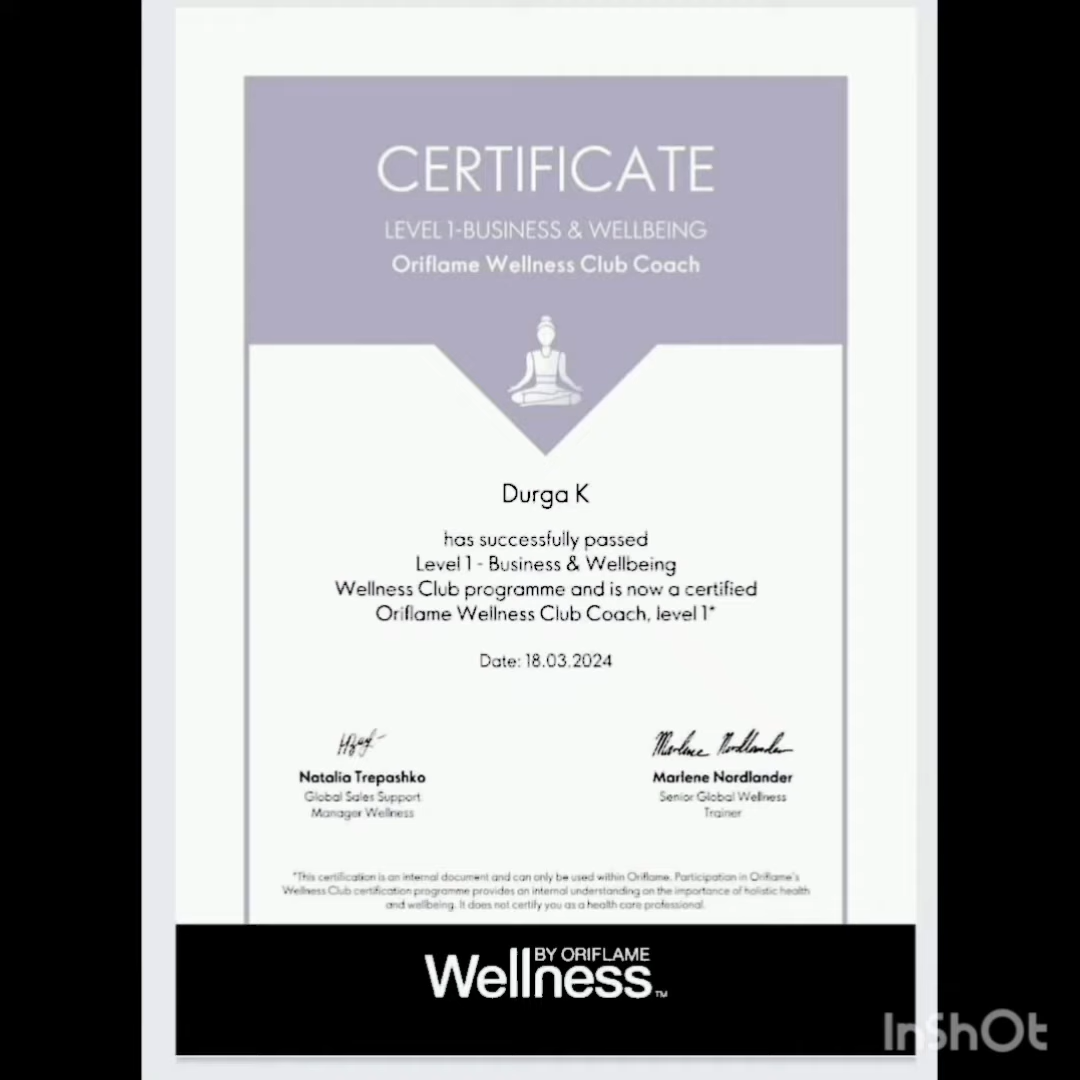 CERTIFICATE
LEVEL 1-BUSINESS & WELLBEING
Oriflame Wellness Club Coach
Durga K
has successfully passed
Level 1 - Business & Wellbeing
Wellness Club programme and is now a certified
Oriflame Wellness Club Coach, level 1*
Date: 18.03.2024
Marlene Nordlander
Natalia Trepashko
Global Sales Support
Manager Wellness
Marlene Nordlander
Senior Global Wellness
Trainer
*This certification is an internal document and can only be used within Oriflame. Participation in Oriflame's
Wellness Club certification programme provides an internal understanding on the importance of holistic health
and wellbeing. It does not certify you as a health care professional.
BY ORIFLAME
Wellness™
InShOt